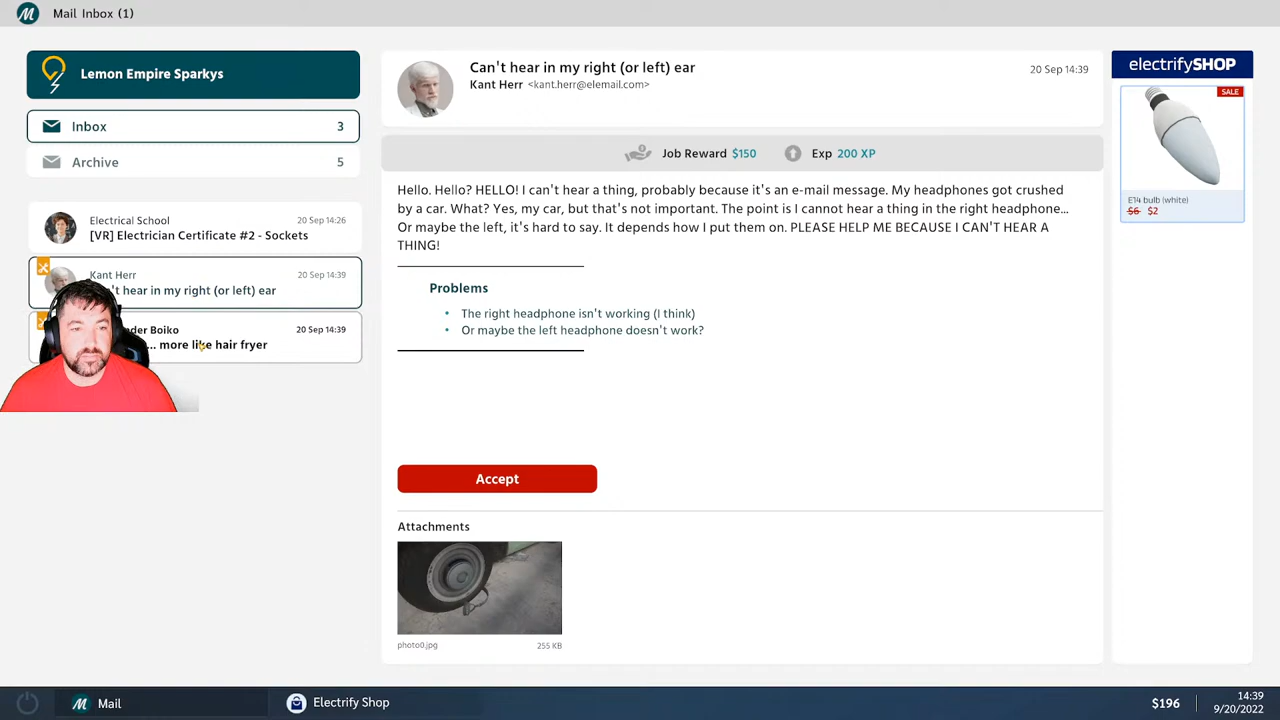 Mail Inbox (1)
Lemon Empire Sparkys
Inbox 3
Archive 5
Electrical School 20 Sep 14:26
[VR] Electrician Certificate #2 - Sockets
Kant Herr 20 Sep 14:39
hear in my right (or left) ear
Boiko 20 Sep 14:39
... more like hair fryer
Can't hear in my right (or left) ear
Kant Herr <kant.herr@elemail.com>
20 Sep 14:39
Job Reward $150 Exp 200 XP
Hello. Hello? HELLO! I can't hear a thing, probably because it's an e-mail message. My headphones got crushed
by a car. What? Yes, my car, but that's not important. The point is I cannot hear a thing in the right headphone...
Or maybe the left, it's hard to say. It depends how I put them on. PLEASE HELP ME BECAUSE I CAN'T HEAR A
THING!
Problems
• The right headphone isn't working (I think)
• Or maybe the left headphone doesn't work?
Accept
Attachments
photo0.jpg 255 KB
electrifySHOP
SALE
E14 bulb (white)
$6 $2
Mail
Electrify Shop
$196
14:39
9/20/2022